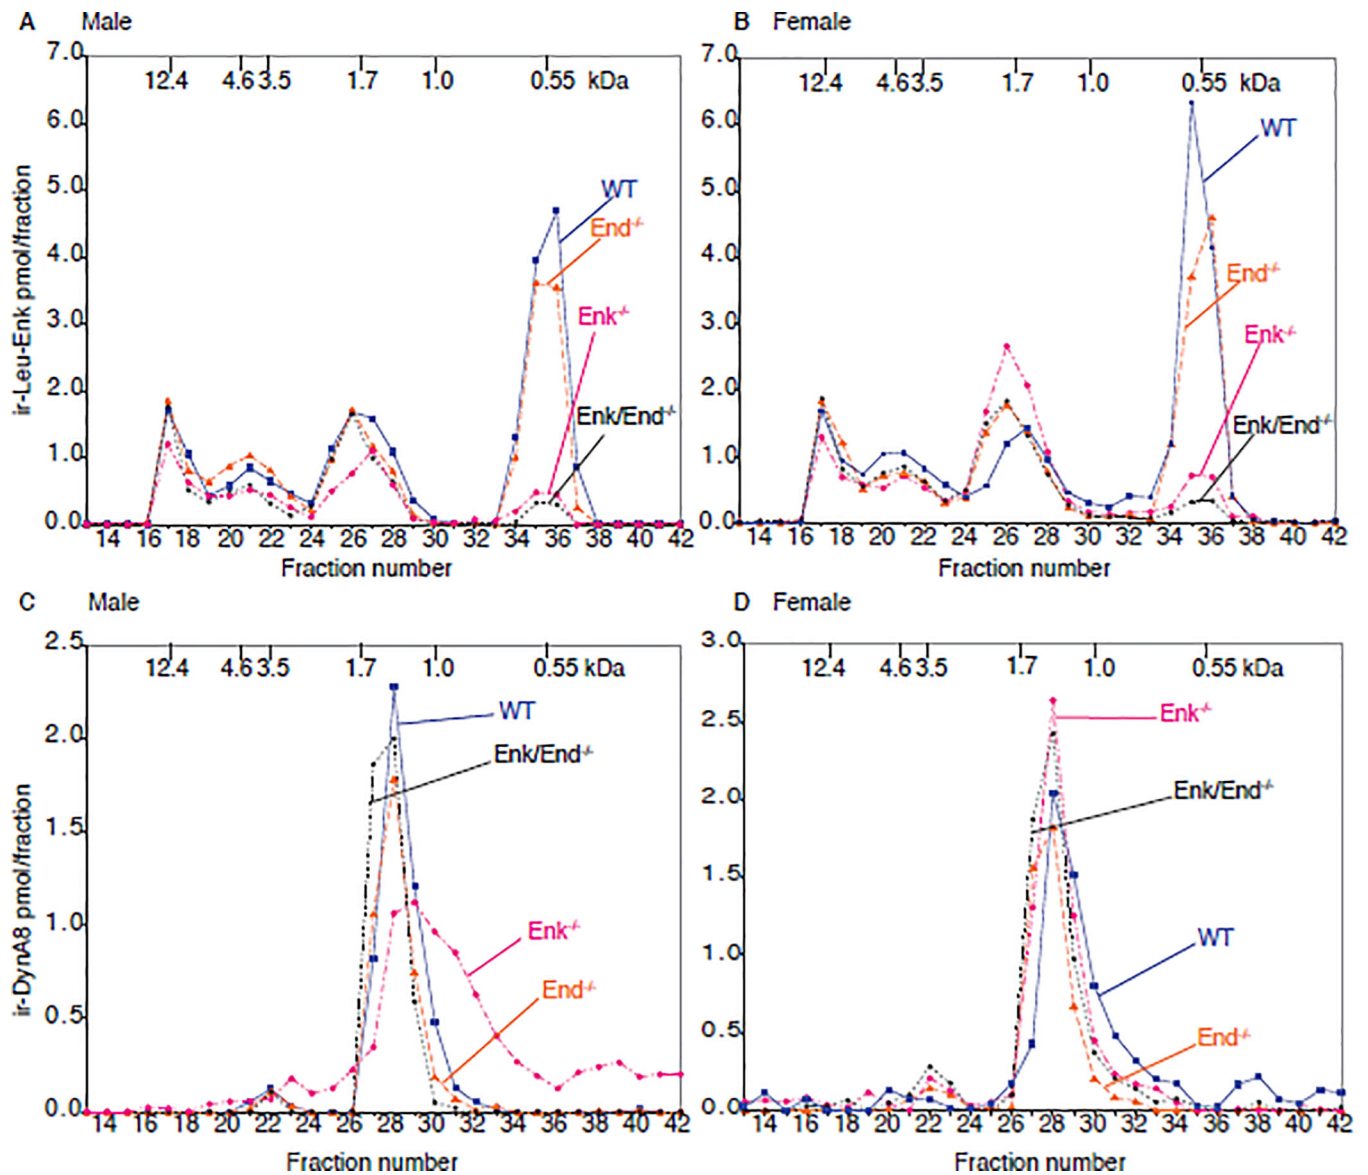 A Male
7.0
12.4 4.6 3.5 1.7 1.0 0.55 kDa
6.0
5.0
4.0
3.0
2.0
1.0
0.0
ir-Leu-Enk pmol/fraction
WT
End-/-
Enk-/-
Enk/End-/-
14 16 18 20 22 24 26 28 30 32 34 36 38 40 42
Fraction number
B Female
7.0
12.4 4.6 3.5 1.7 1.0 0.55 kDa
6.0
5.0
4.0
3.0
2.0
1.0
0.0
WT
End-/-
Enk-/-
Enk/End-/-
14 16 18 20 22 24 26 28 30 32 34 36 38 40 42
Fraction number
C Male
2.5
12.4 4.6 3.5 1.7 1.0 0.55 kDa
2.0
1.5
1.0
0.5
0.0
ir-DynA8 pmol/fraction
WT
Enk/End-/-
Enk-/-
End-/-
14 16 18 20 22 24 26 28 30 32 34 36 38 40 42
Fraction number
D Female
3.0
12.4 4.6 3.5 1.7 1.0 0.55 kDa
2.5
2.0
1.5
1.0
0.5
0.0
Enk-/-
Enk/End-/-
WT
End-/-
14 16 18 20 22 24 26 28 30 32 34 36 38 40 42
Fraction number